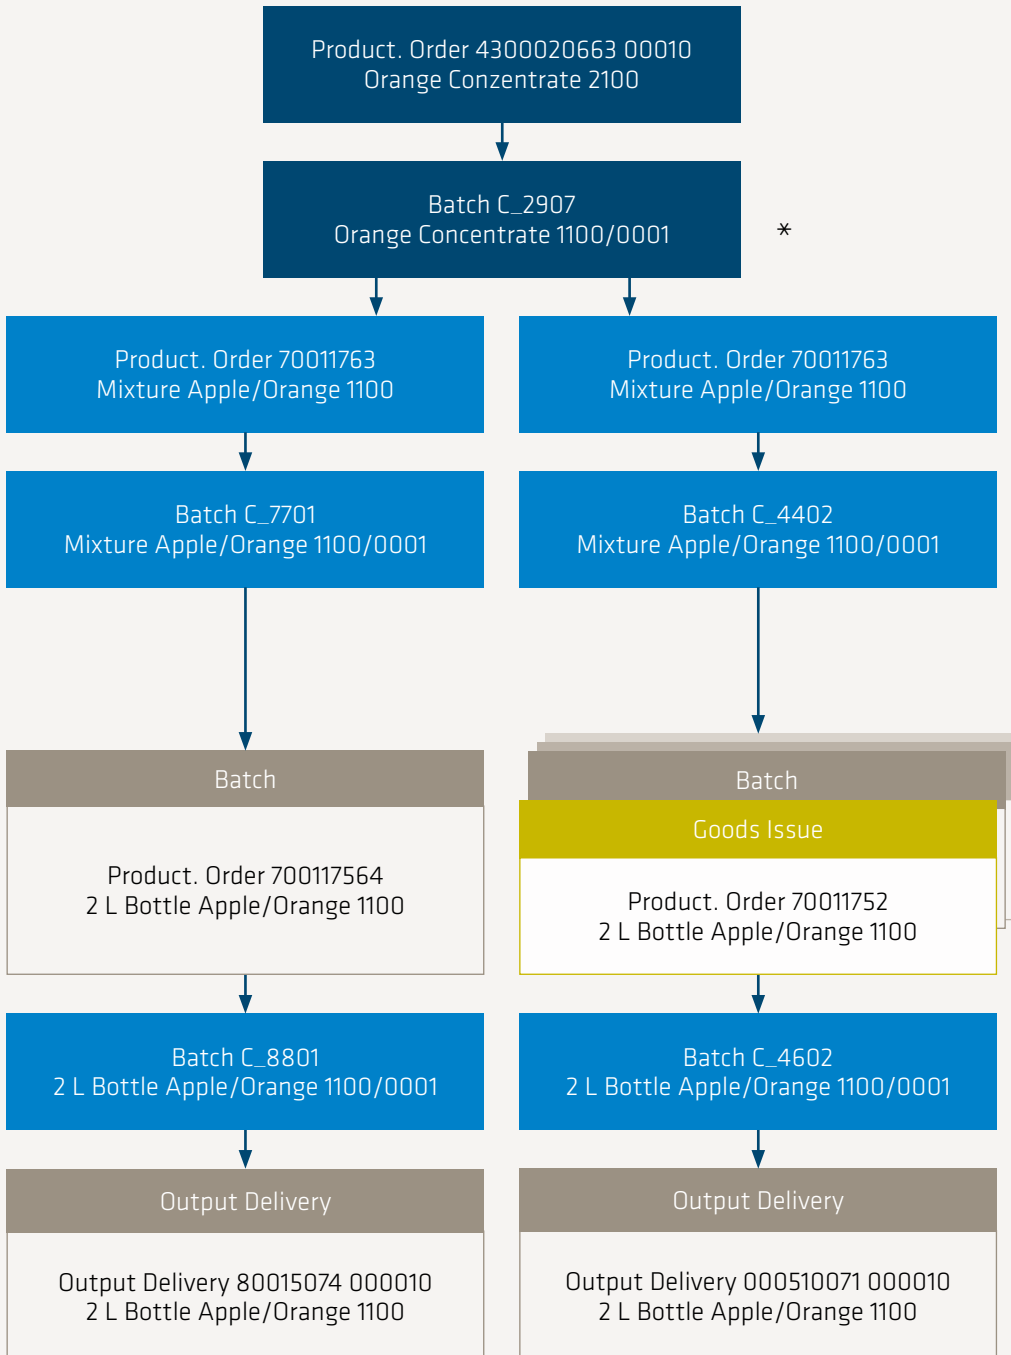 Product. Order 4300020663 00010
Orange Conzentrate 2100
Batch C_2907
Orange Concentrate 1100/0001
*
Product. Order 70011763
Mixture Apple/Orange 1100
Product. Order 70011763
Mixture Apple/Orange 1100
Batch C_7701
Mixture Apple/Orange 1100/0001
Batch C_4402
Mixture Apple/Orange 1100/0001
Batch
Product. Order 700117564
2 L Bottle Apple/Orange 1100
Batch
Goods Issue
Product. Order 70011752
2 L Bottle Apple/Orange 1100
Batch C_8801
2 L Bottle Apple/Orange 1100/0001
Batch C_4602
2 L Bottle Apple/Orange 1100/0001
Output Delivery
Output Delivery 80015074 000010
2 L Bottle Apple/Orange 1100
Output Delivery
Output Delivery 000510071 000010
2 L Bottle Apple/Orange 1100